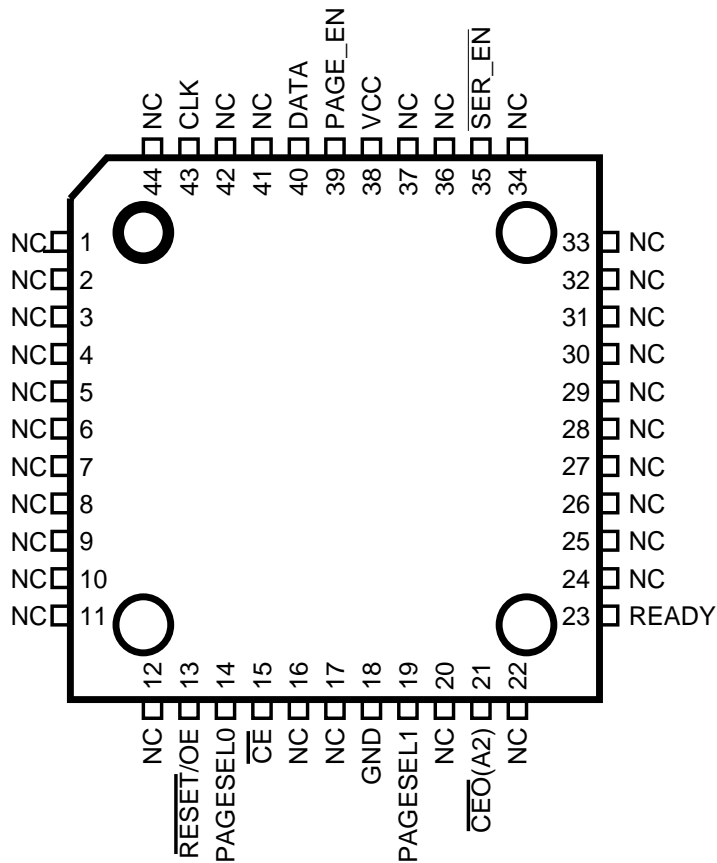 NC CLK NC NC DATA PAGE_EN VCC NC NC SER_EN NC
44 43 42 41 40 39 38 37 36 35 34
NC 1 33 NC
NC 2 32 NC
NC 3 31 NC
NC 4 30 NC
NC 5 29 NC
NC 6 28 NC
NC 7 27 NC
NC 8 26 NC
NC 9 25 NC
NC 10 24 NC
NC 11 23 READY
12 13 14 15 16 17 18 19 20 21 22
NC RESET/OE PAGESEL0 CE NC NC GND PAGESEL1 NC CEO(A2) NC